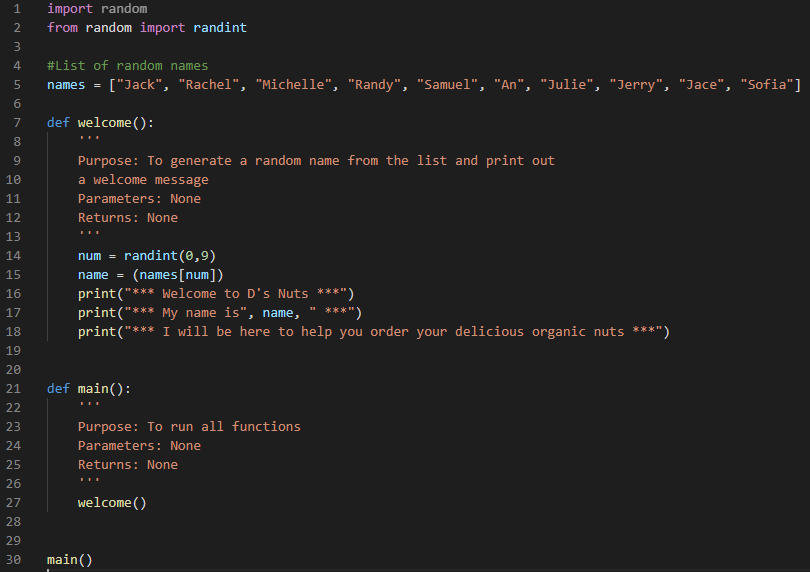 1 import random
2 from random import randint
3
4 #List of random names
5 names = ["Jack", "Rachel", "Michelle", "Randy", "Samuel", "An", "Julie", "Jerry", "Jace", "Sofia"]
6
7 def welcome():
8     '''
9     Purpose: To generate a random name from the list and print out
10     a welcome message
11     Parameters: None
12     Returns: None
13     '''
14     num = randint(0,9)
15     name = (names[num])
16     print("*** Welcome to D's Nuts ***")
17     print("*** My name is", name, " ***")
18     print("*** I will be here to help you order your delicious organic nuts ***")
19
20
21 def main():
22     '''
23     Purpose: To run all functions
24     Parameters: None
25     Returns: None
26     '''
27     welcome()
28
29
30 main()